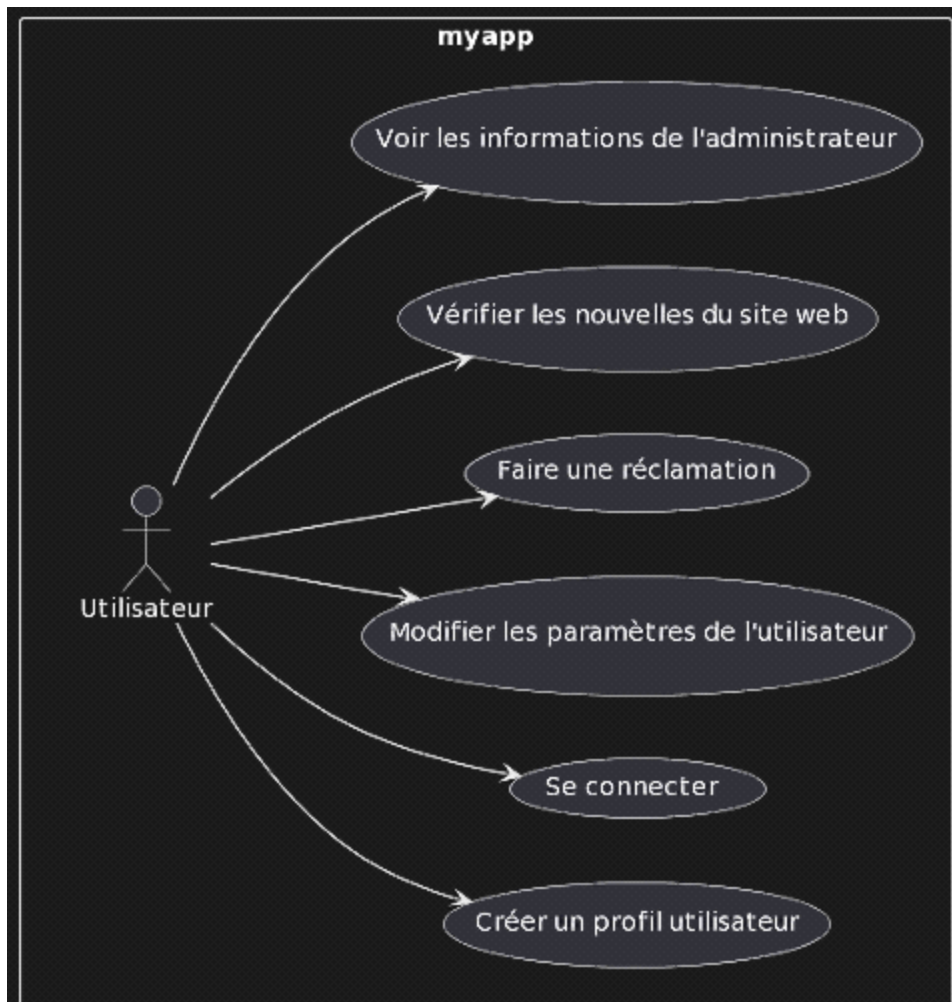 myapp
Voir les informations de l'administrateur
Vérifier les nouvelles du site web
Faire une réclamation
Utilisateur
Modifier les paramètres de l'utilisateur
Se connecter
Créer un profil utilisateur